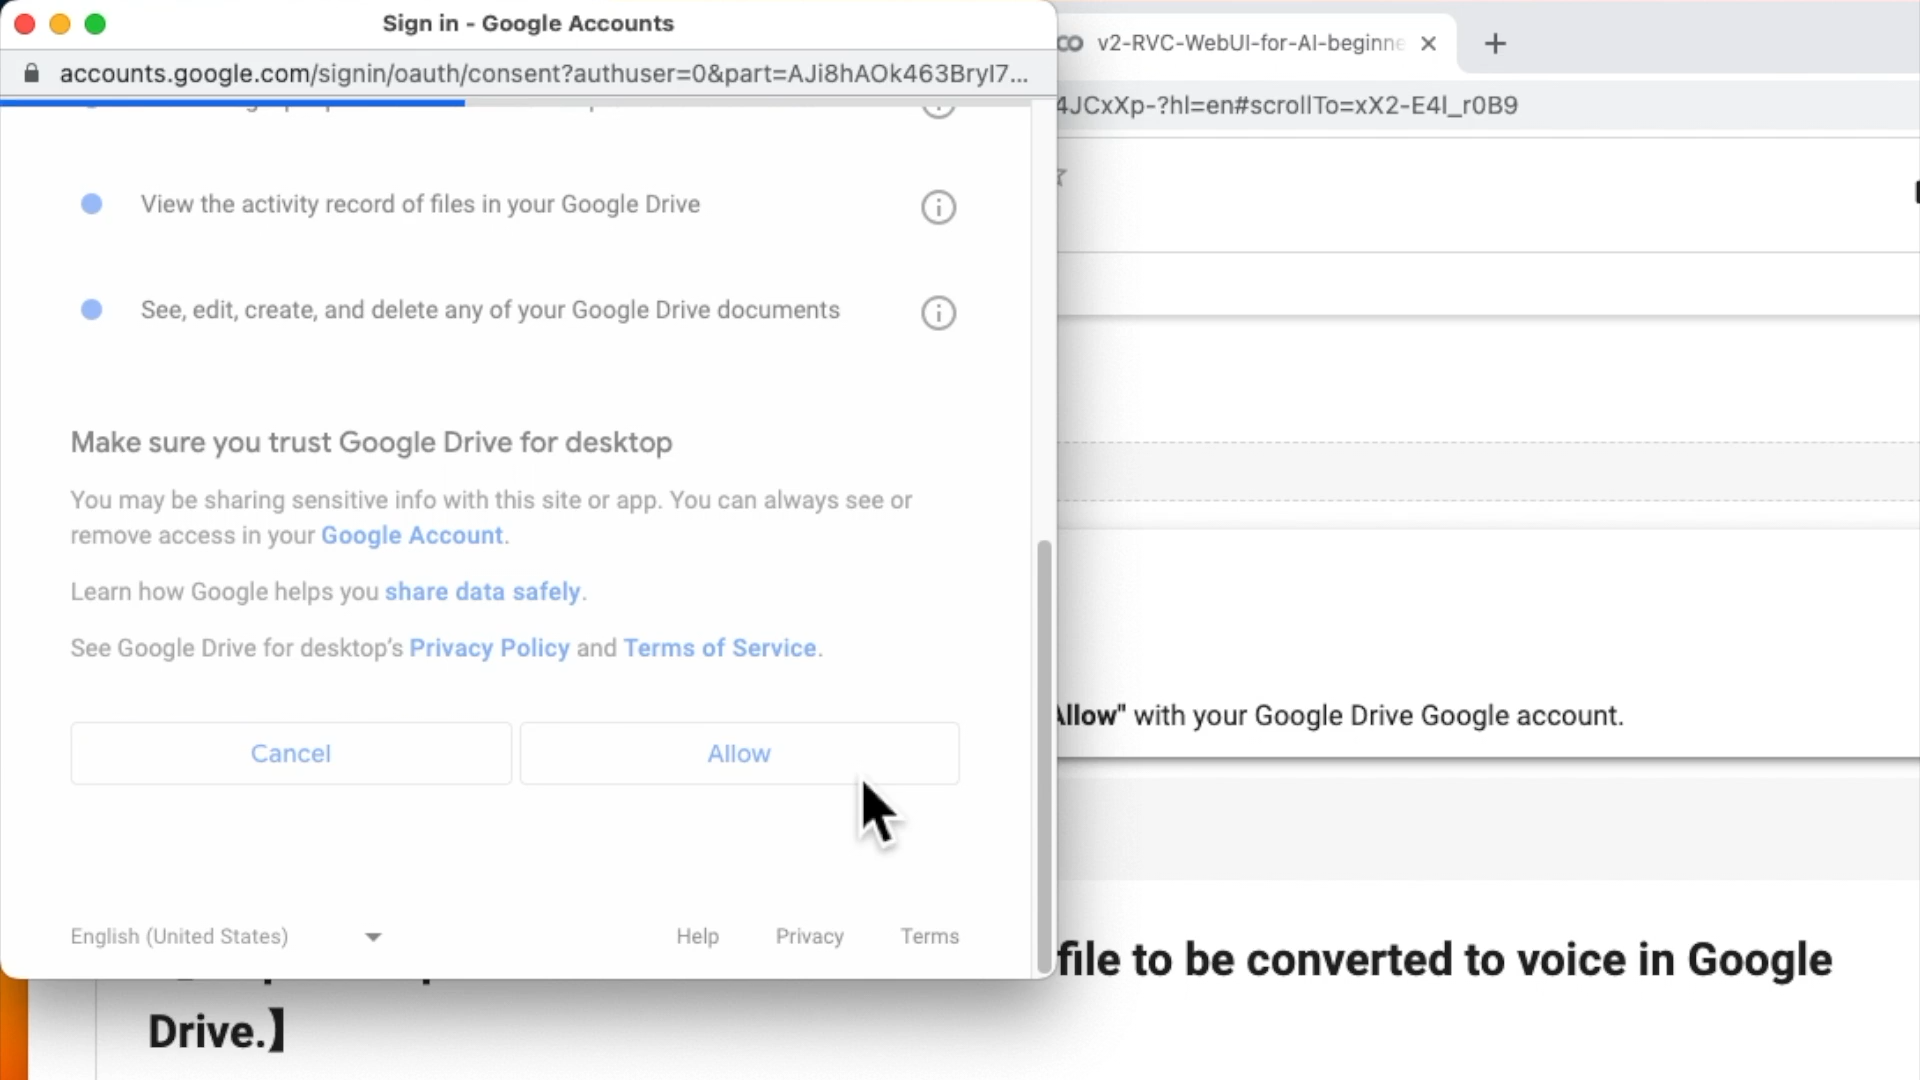 Sign in - Google Accounts
v2-RVC-WebUI-for-AI-beginne
accounts.google.com/signin/oauth/consent?authuser=0&part=AJi8hAOk463BryI7...
4JCxXp-?hl=en#scrollTo=xX2-E4l_r0B9
View the activity record of files in your Google Drive
See, edit, create, and delete any of your Google Drive documents
Make sure you trust Google Drive for desktop
You may be sharing sensitive info with this site or app. You can always see or
remove access in your Google Account.
Learn how Google helps you share data safely.
See Google Drive for desktop's Privacy Policy and Terms of Service.
Allow" with your Google Drive Google account.
Cancel Allow
English (United States) Help Privacy Terms
file to be converted to voice in Google
Drive.】